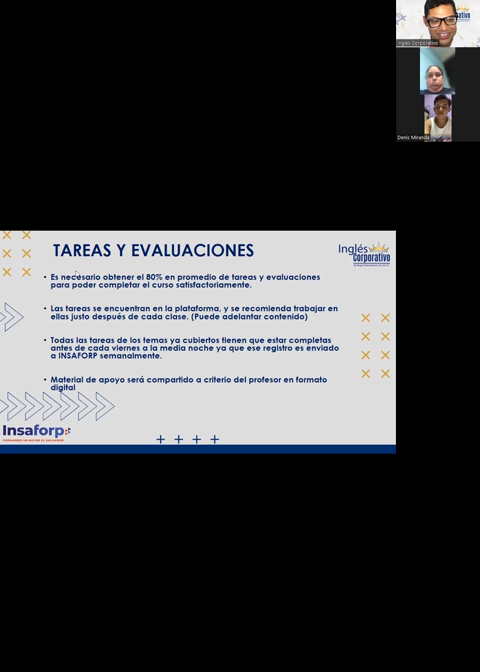 Inglés Corporativo
Denis Miranda
TAREAS Y EVALUACIONES
Inglés
Corporativo
• Es necesario obtener el 80% en promedio de tareas y evaluaciones
para poder completar el curso satisfactoriamente.
• Las tareas se encuentran en la plataforma, y se recomienda trabajar en
ellas justo después de cada clase. (Puede adelantar contenido)
• Todas las tareas de los temas ya cubiertos tienen que estar completas
antes de cada viernes a la media noche ya que ese registro es enviado
a INSAFORP semanalmente.
• Material de apoyo será compartido a criterio del profesor en formato
digital
Insaforp